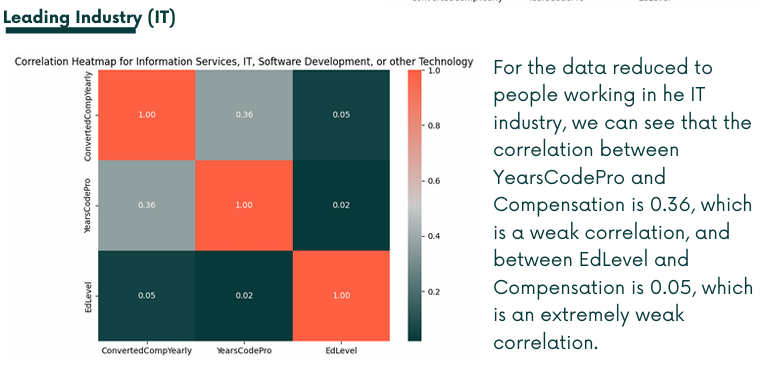 Leading Industry (IT)
Correlation Heatmap for Information Services, IT, Software Development, or other Technology
ConvertedCompYearly
1.00
0.36
0.05
YearsCodePro
0.36
1.00
0.02
EdLevel
0.05
0.02
1.00
ConvertedCompYearly
YearsCodePro
EdLevel
1.0
0.8
0.6
0.4
0.2
For the data reduced to
people working in he IT
industry, we can see that the
correlation between
YearsCodePro and
Compensation is 0.36, which
is a weak correlation, and
between EdLevel and
Compensation is 0.05, which
is an extremely weak
correlation.